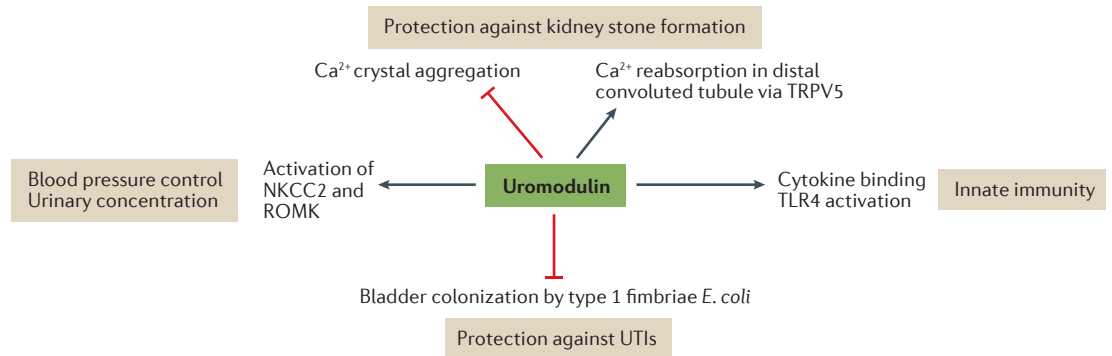 Protection against kidney stone formation
Ca²⁺ crystal aggregation
Ca²⁺ reabsorption in distal
convoluted tubule via TRPV5
Blood pressure control
Urinary concentration
Activation of
NKCC2 and
ROMK
Uromodulin
Cytokine binding
TLR4 activation
Innate immunity
Bladder colonization by type 1 fimbriae E. coli
Protection against UTIs